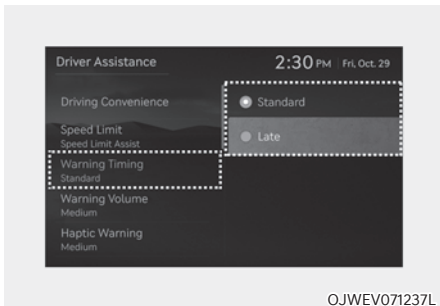 Driver Assistance
2:30 PM Fri, Oct. 29
Driving Convenience
Speed Limit
Speed Limit Assist
Warning Timing
Standard
Warning Volume
Medium
Haptic Warning
Medium
Standard
Late
OJWEV071237L